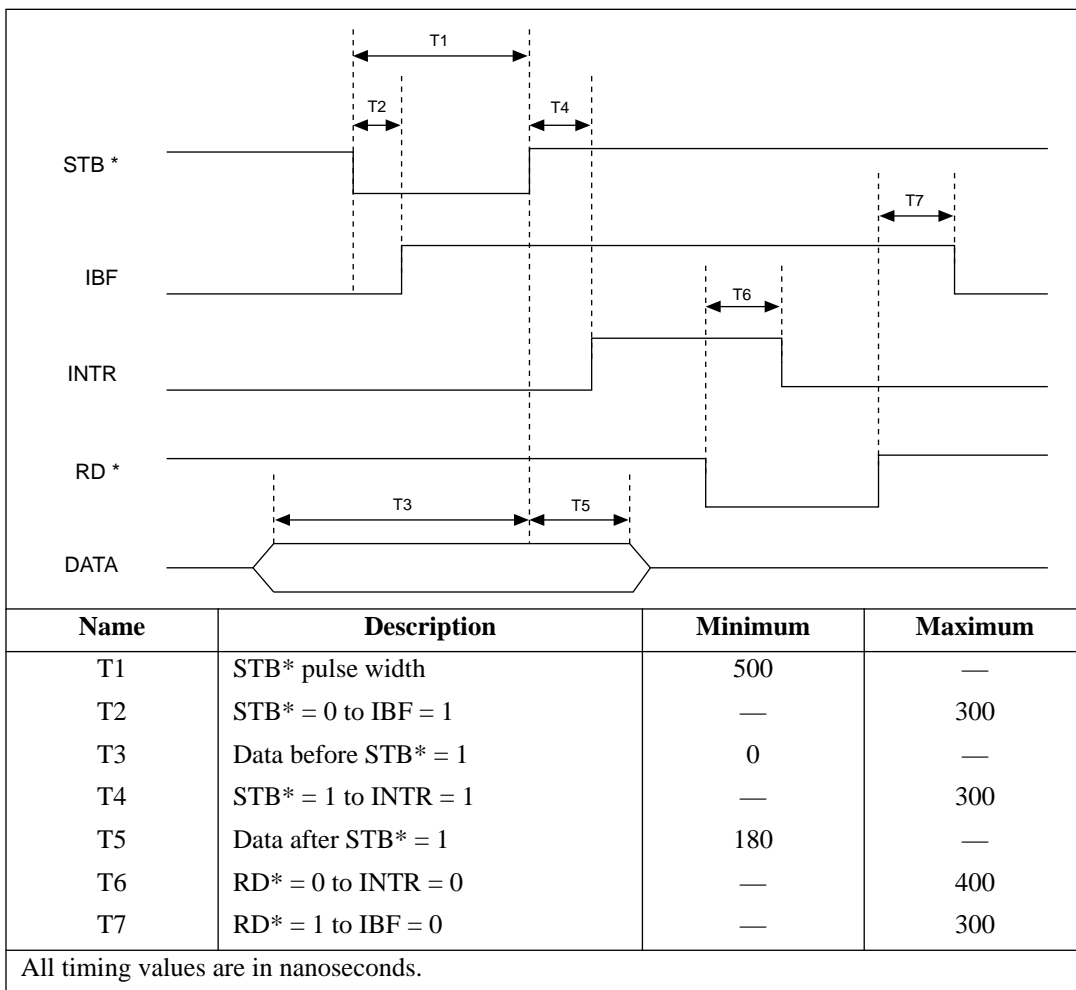 T1
T2 T4
STB *
T7
IBF
T6
INTR
RD *
T3 T5
DATA
Name Description Minimum Maximum
T1 STB* pulse width 500 —
T2 STB* = 0 to IBF = 1 — 300
T3 Data before STB* = 1 0 —
T4 STB* = 1 to INTR = 1 — 300
T5 Data after STB* = 1 180 —
T6 RD* = 0 to INTR = 0 — 400
T7 RD* = 1 to IBF = 0 — 300
All timing values are in nanoseconds.